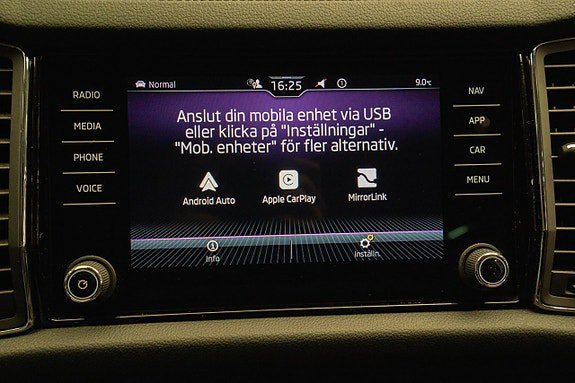 Normal
16:25
9.0°C
RADIO
MEDIA
PHONE
VOICE
Anslut din mobila enhet via USB
eller klicka på "Inställningar" -
"Mob. enheter" för fler alternativ.
Android Auto
Apple CarPlay
MirrorLink
Info
Inställn.
NAV
APP
CAR
MENU